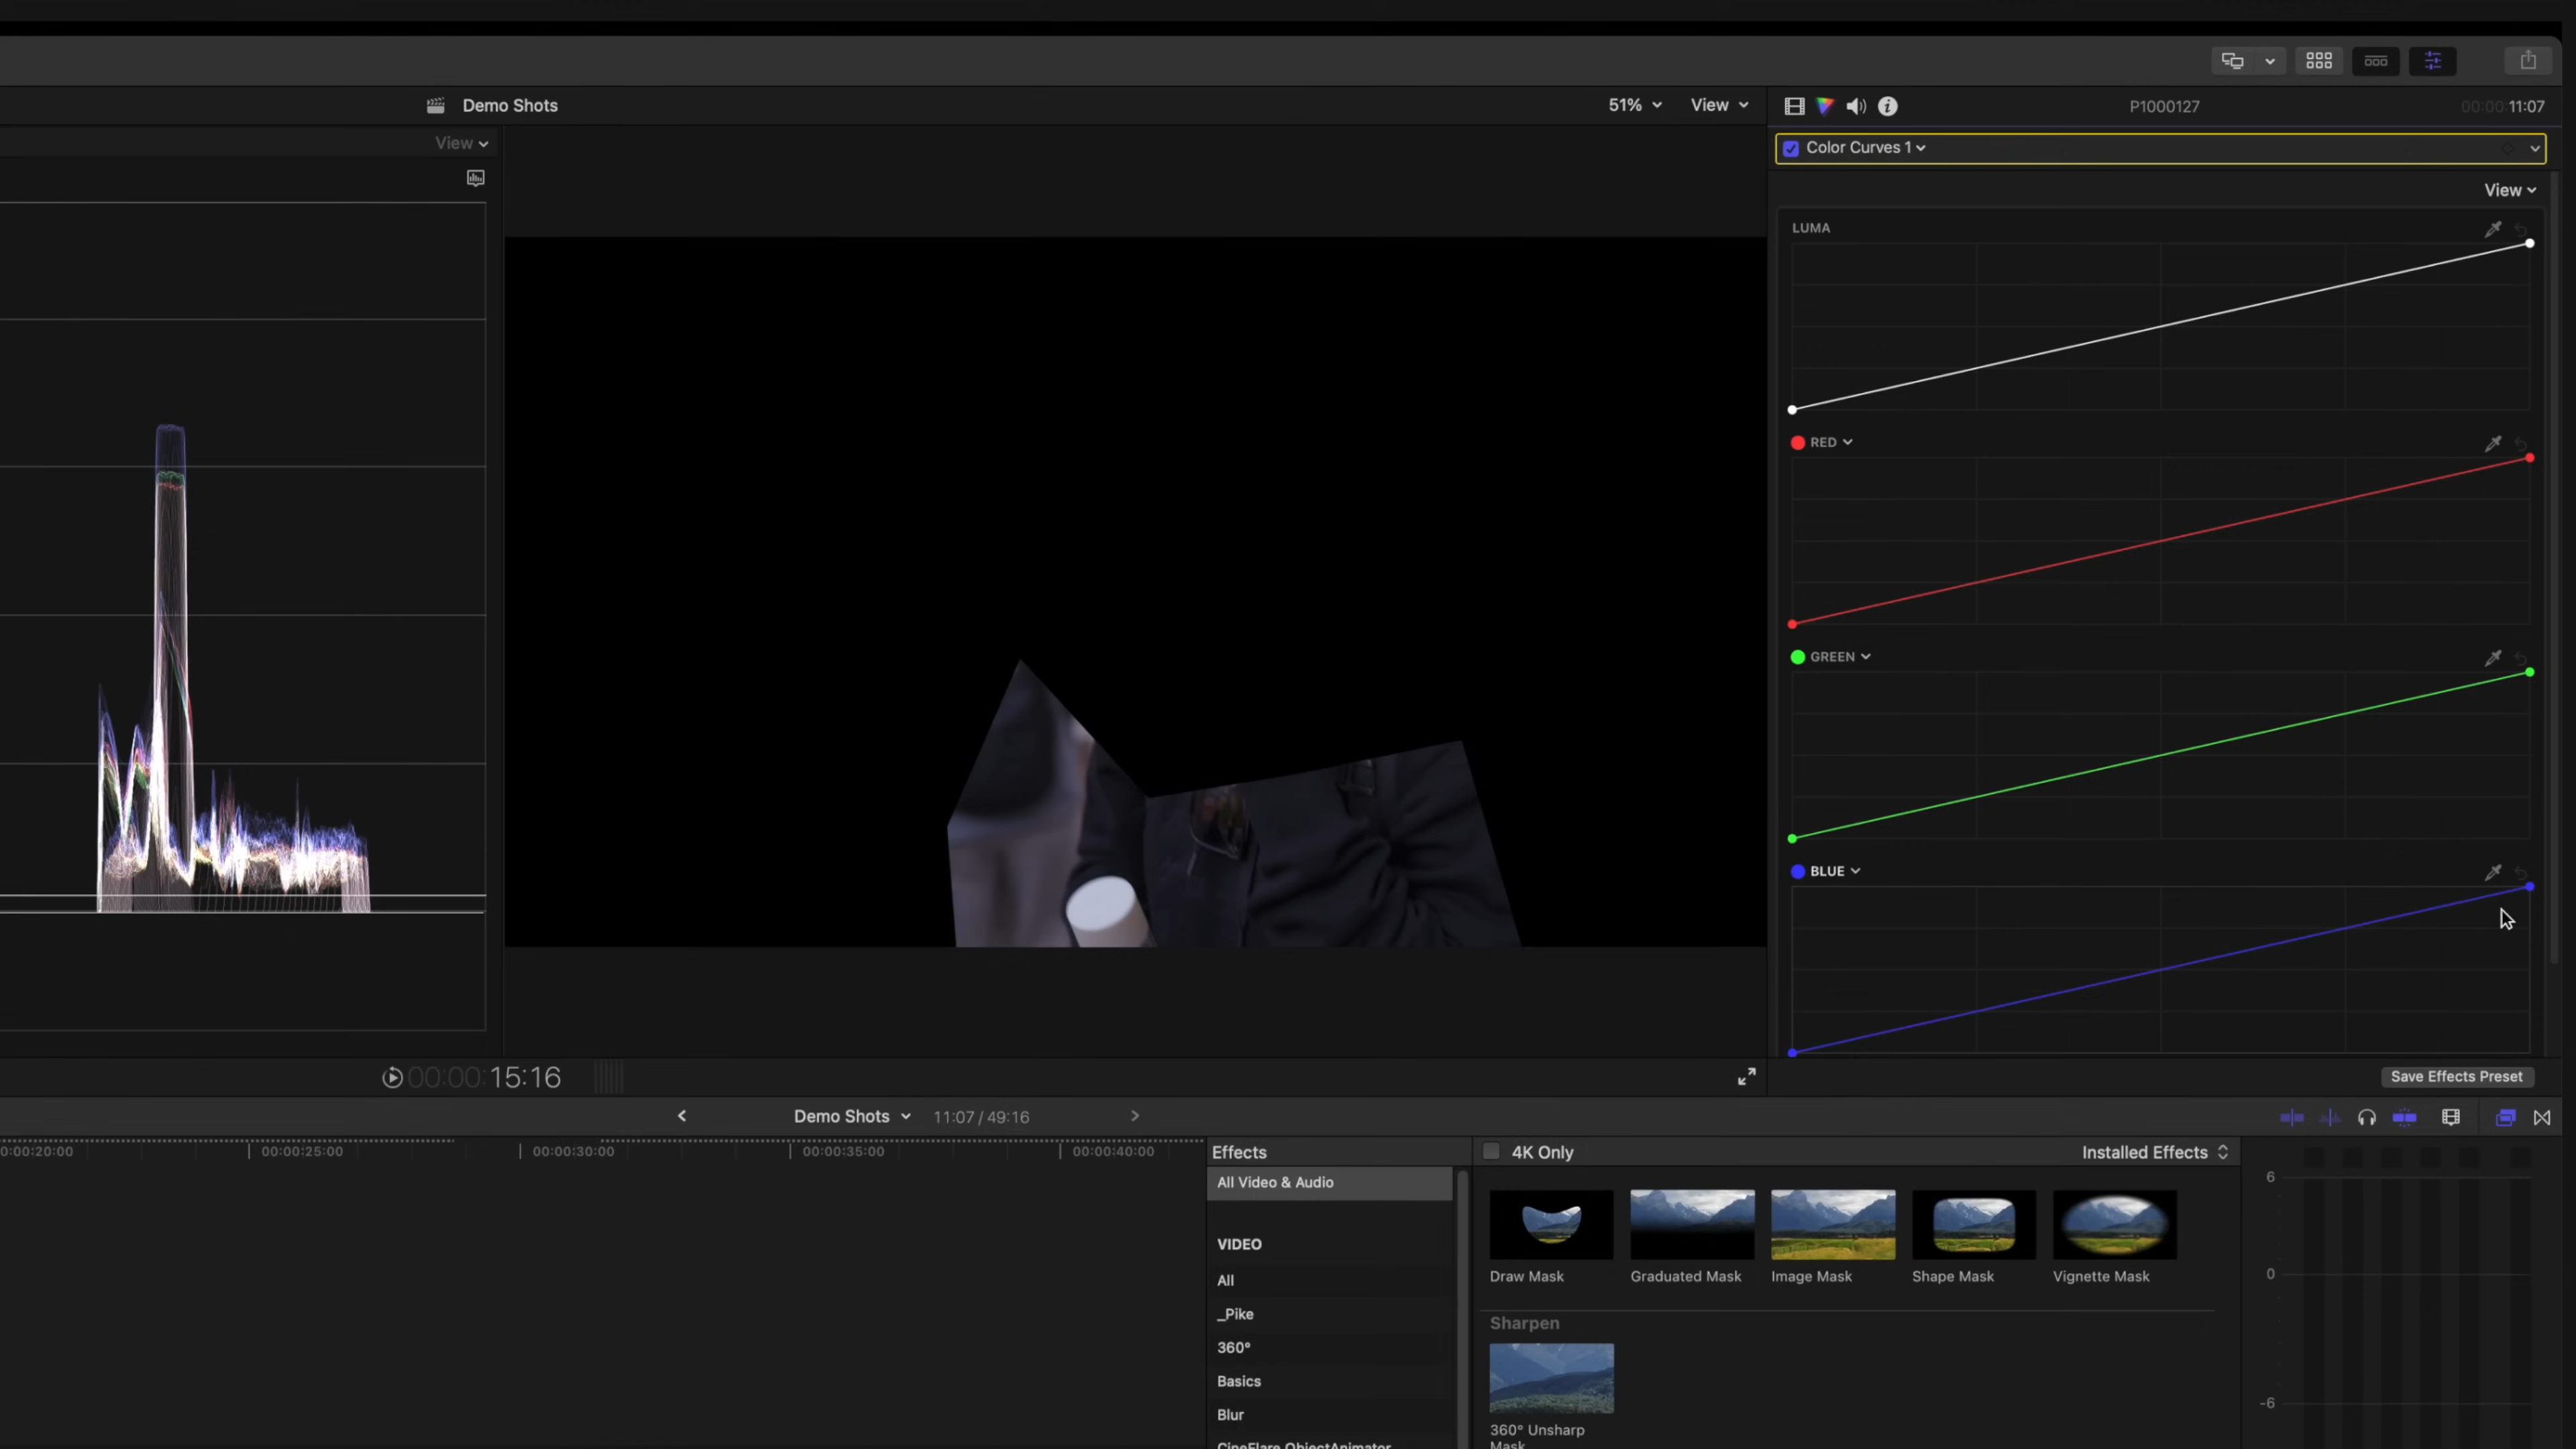 Demo Shots
51%
View
P1000127
00:00:11:07
View
Color Curves 1
View
LUMA
RED
GREEN
BLUE
00:00:15:16
Save Effects Preset
Demo Shots
11:07 / 49:16
0:00:20:00
00:00:25:00
00:00:30:00
00:00:35:00
00:00:40:00
Effects
4K Only
Installed Effects
All Video & Audio
VIDEO
All
_Pike
360°
Basics
Blur
CineFlare ObjectAnimator
Draw Mask
Graduated Mask
Image Mask
Shape Mask
Vignette Mask
Sharpen
360° Unsharp
Mask
6
0
-6